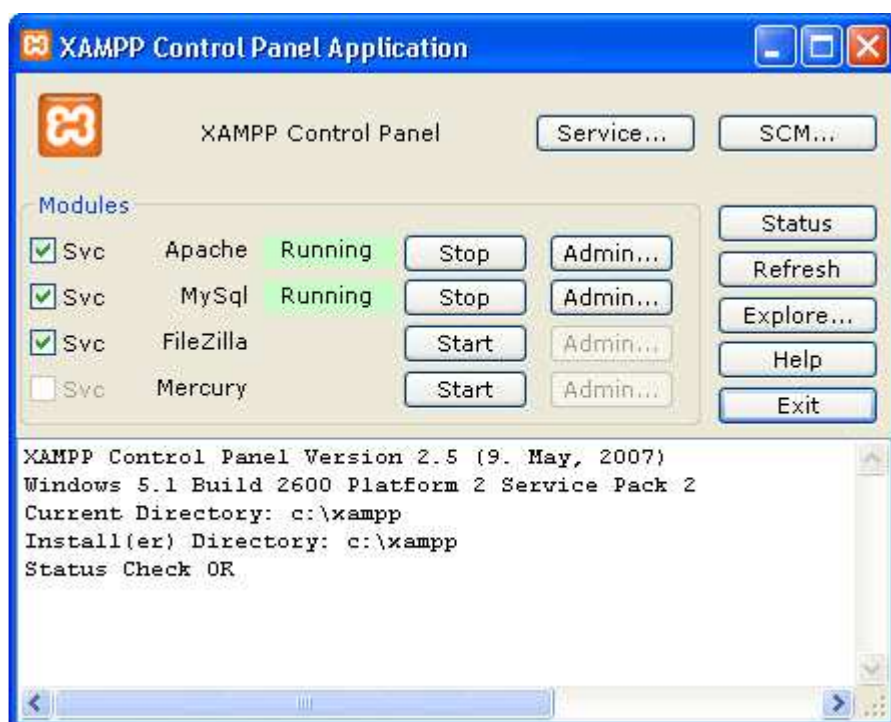 XAMPP Control Panel Application
XAMPP Control Panel Service... SCM...
Modules
Status
Svc Apache Running Stop Admin...
Refresh
Svc MySql Running Stop Admin...
Explore...
Svc FileZilla Start Admin...
Help
Svc Mercury Start Admin...
Exit
XAMPP Control Panel Version 2.5 (9. May, 2007)
Windows 5.1 Build 2600 Platform 2 Service Pack 2
Current Directory: c:\xampp
Install(er) Directory: c:\xampp
Status Check OK